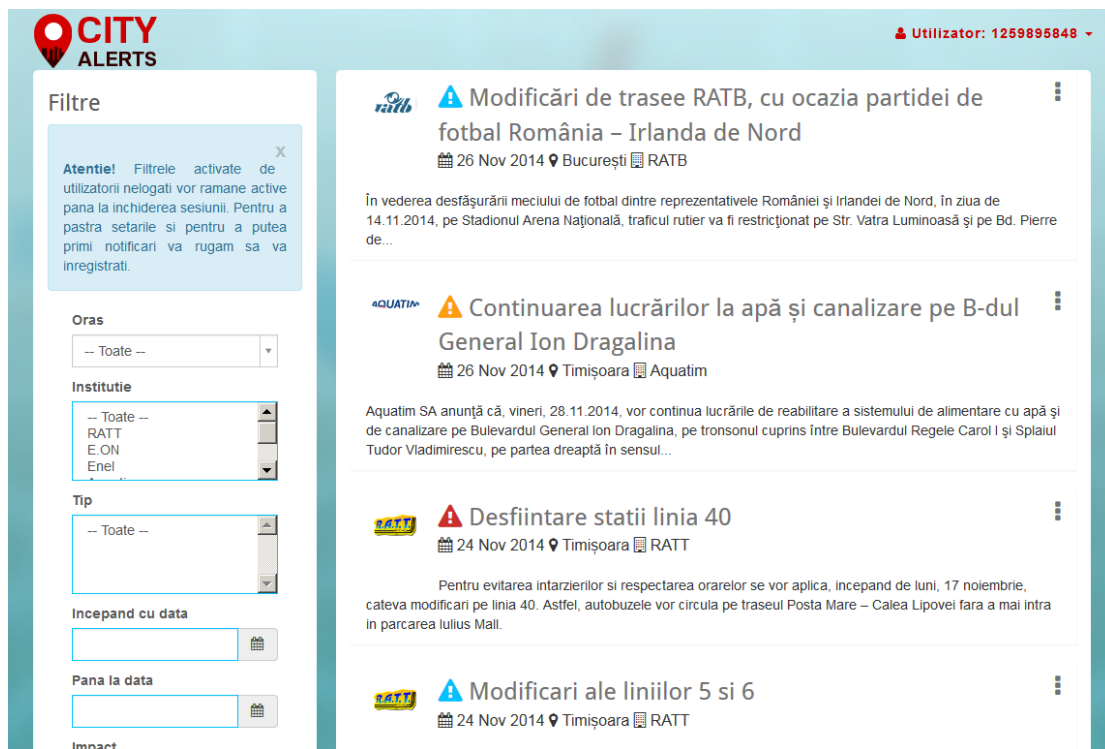 CITY
ALERTS
Utilizator: 1259895848
Filtre
x
Atentie! Filtrele activate de
utilizatorii nelogati vor ramane active
pana la inchiderea sesiunii. Pentru a
pastra setarile si pentru a putea
primi notificari va rugam sa va
inregistrati.
Oras
-- Toate --
Institutie
-- Toate --
RATT
E.ON
Enel
Tip
-- Toate --
Incepand cu data
Pana la data
Impact
ratb
Modificări de trasee RATB, cu ocazia partidei de
fotbal România – Irlanda de Nord
26 Nov 2014 București RATB
În vederea desfăşurării meciului de fotbal dintre reprezentativele României şi Irlandei de Nord, în ziua de
14.11.2014, pe Stadionul Arena Naţională, traficul rutier va fi restricţionat pe Str. Vatra Luminoasă şi pe Bd. Pierre
de...
AQUATIM
Continuarea lucrărilor la apă și canalizare pe B-dul
General Ion Dragalina
26 Nov 2014 Timișoara Aquatim
Aquatim SA anunţă că, vineri, 28.11.2014, vor continua lucrările de reabilitare a sistemului de alimentare cu apă şi
de canalizare pe Bulevardul General Ion Dragalina, pe tronsonul cuprins între Bulevardul Regele Carol I şi Splaiul
Tudor Vladimirescu, pe partea dreaptă în sensul...
R.A.T.T.
Desfiintare statii linia 40
24 Nov 2014 Timișoara RATT
Pentru evitarea intarzierilor si respectarea orarelor se vor aplica, incepand de luni, 17 noiembrie,
cateva modificari pe linia 40. Astfel, autobuzele vor circula pe traseul Posta Mare – Calea Lipovei fara a mai intra
in parcarea Iulius Mall.
R.A.T.T.
Modificari ale liniilor 5 si 6
24 Nov 2014 Timișoara RATT